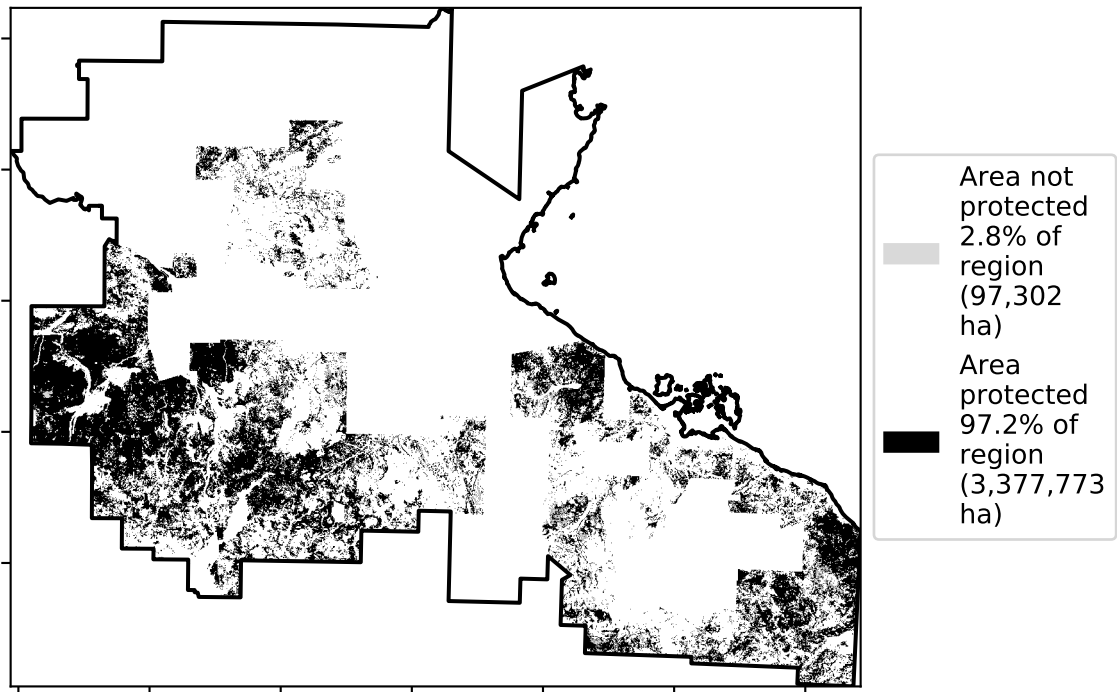 Area not
protected
2.8% of
region
(97,302
ha)
Area
protected
97.2% of
region
(3,377,773
ha)